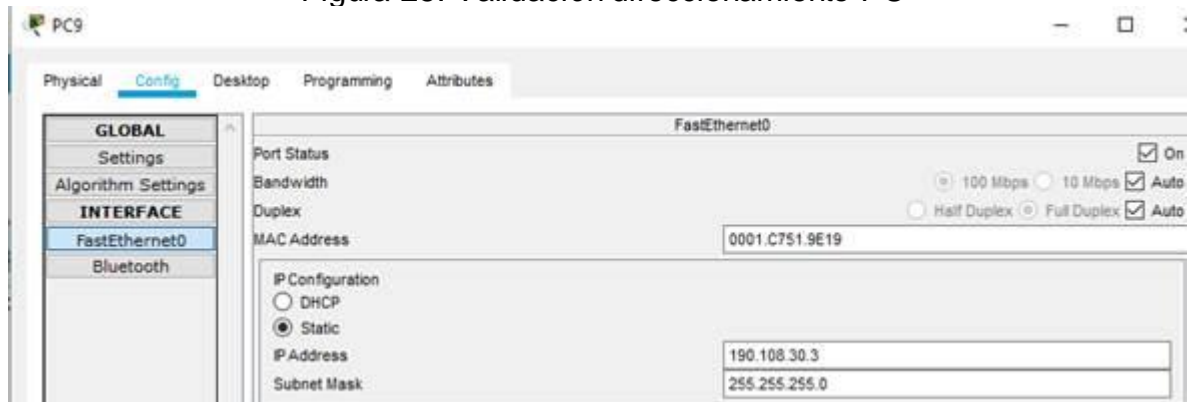 PC9
Physical Config Desktop Programming Attributes
GLOBAL
Settings
Algorithm Settings
INTERFACE
FastEthernet0
Bluetooth
FastEthernet0
Port Status On
Bandwidth 100 Mbps 10 Mbps Auto
Duplex Half Duplex Full Duplex Auto
MAC Address 0001.C751.9E19
IP Configuration
DHCP
Static
IP Address 190.108.30.3
Subnet Mask 255.255.255.0